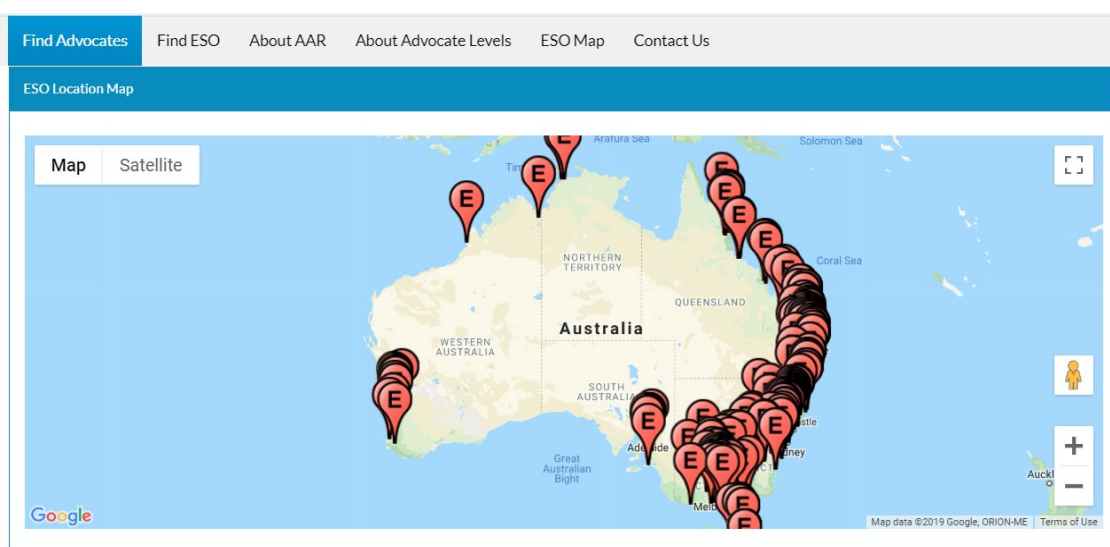 Find Advocates Find ESO About AAR About Advocate Levels ESO Map Contact Us
ESO Location Map
Map Satellite
Arafura Sea
Solomon Sea
E
E
E
E
E
E
E
NORTHERN
TERRITORY
Coral Sea
QUEENSLAND
Australia
WESTERN
AUSTRALIA
SOUTH
E
E
E
E
E
E
E
E
Great
Australian
Bight
Google
Map data ©2019 Google, ORION-ME Terms of Use